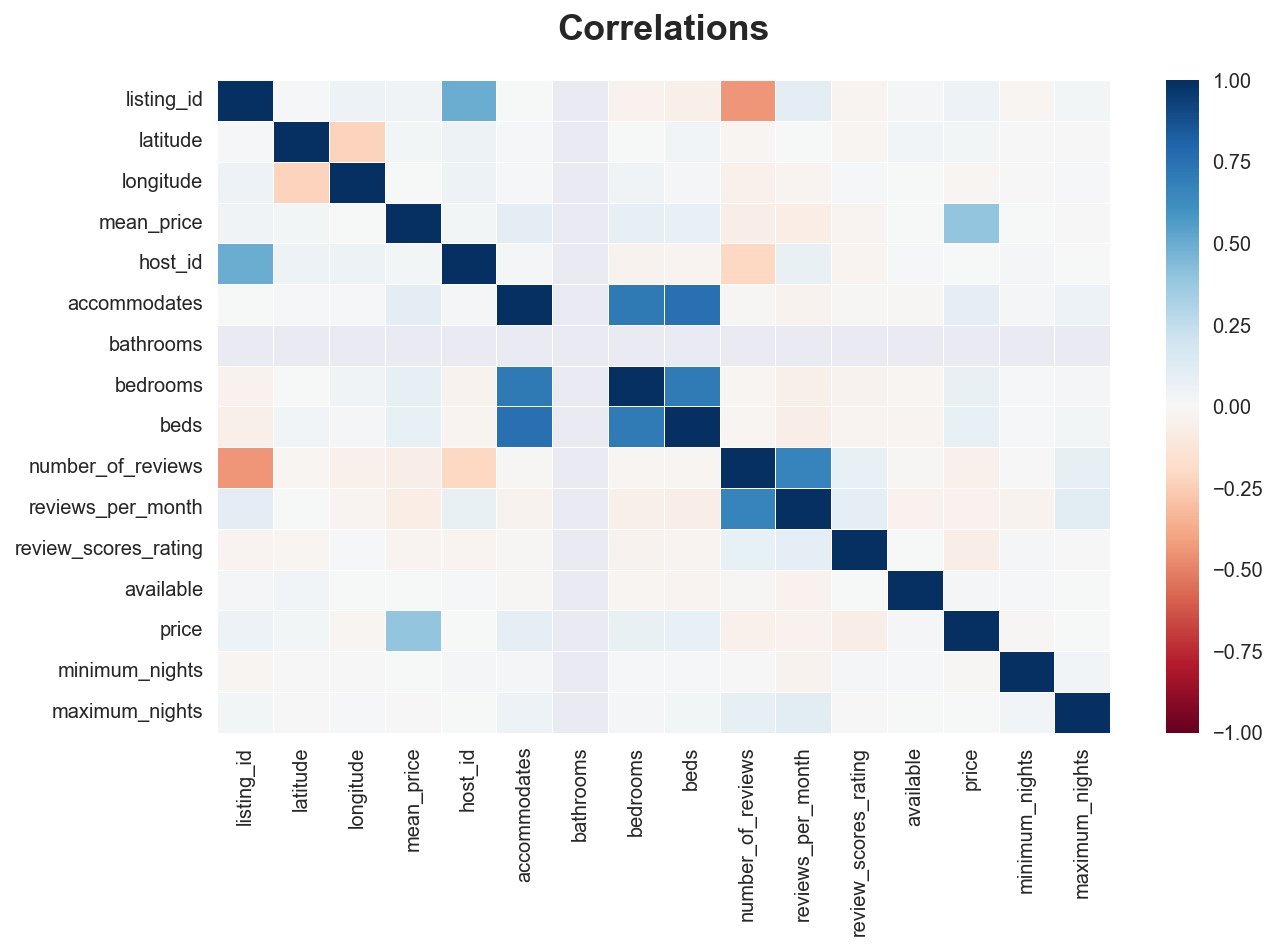 Correlations
listing_id
latitude
longitude
mean_price
host_id
accommodates
bathrooms
bedrooms
beds
number_of_reviews
reviews_per_month
review_scores_rating
available
price
minimum_nights
maximum_nights
listing_id
latitude
longitude
mean_price
host_id
accommodates
bathrooms
bedrooms
beds
number_of_reviews
reviews_per_month
review_scores_rating
available
price
minimum_nights
maximum_nights
1.00
0.75
0.50
0.25
0.00
−0.25
−0.50
−0.75
−1.00